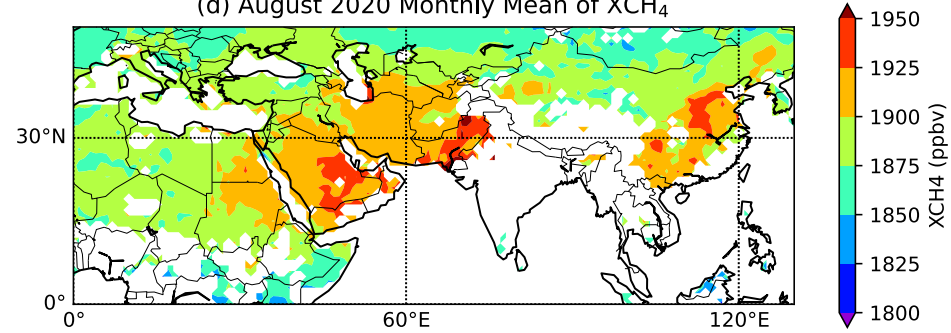 (d) August 2020 Monthly Mean of XCH₄
30°N
0°
0°
60°E
120°E
1950
1925
1900
1875
1850
1825
1800
XCH4 (ppbv)